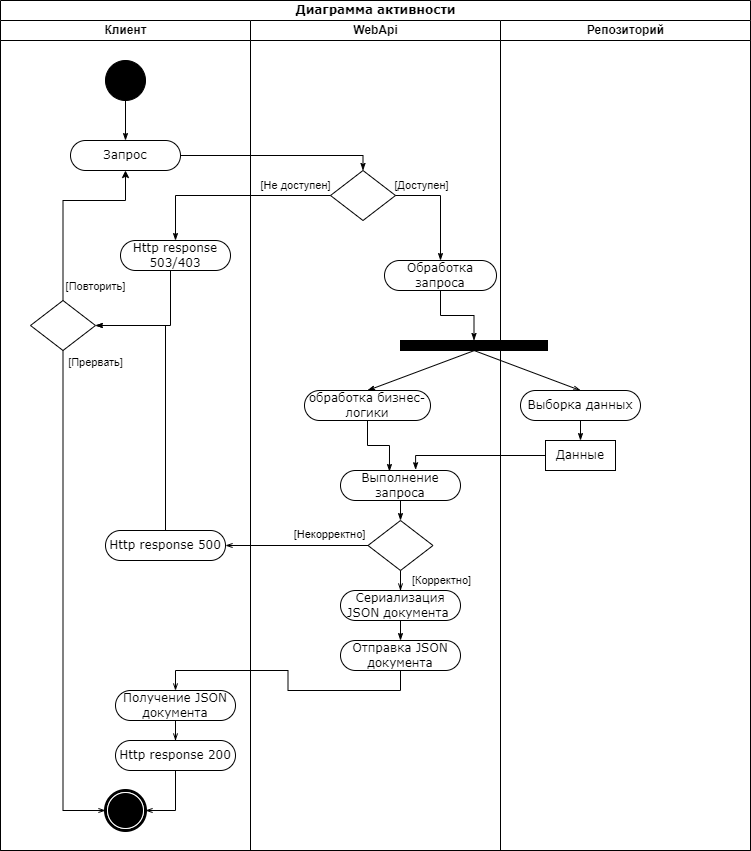 Диаграмма активности
Клиент
WebApi
Репозиторий
Запрос
[Не доступен]
[Доступен]
Http response
503/403
Обработка
запроса
[Повторить]
[Прервать]
обработка бизнес-
логики
Выборка данных
Данные
Выполнение
запроса
[Некорректно]
Http response 500
[Корректно]
Сериализация
JSON документа
Отправка JSON
документа
Получение JSON
документа
Http response 200